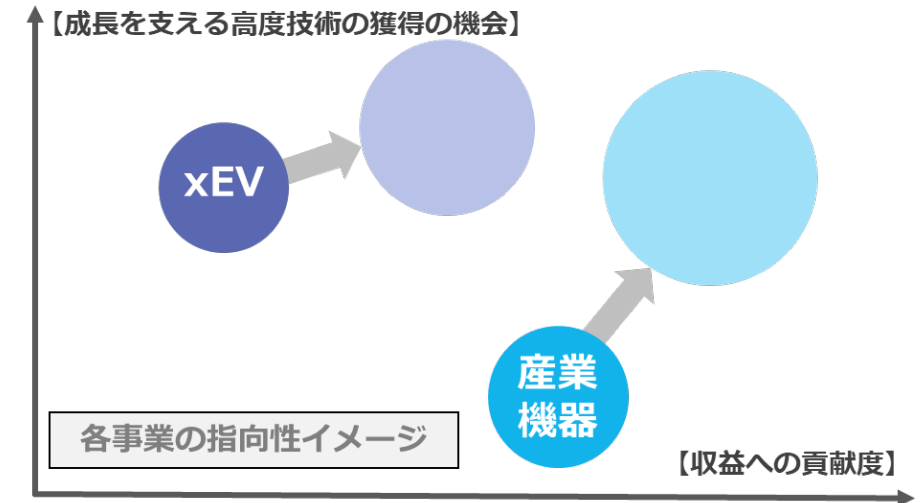 【成長を支える高度技術の獲得の機会】
xEV
産業
機器
各事業の指向性イメージ
【収益への貢献度】